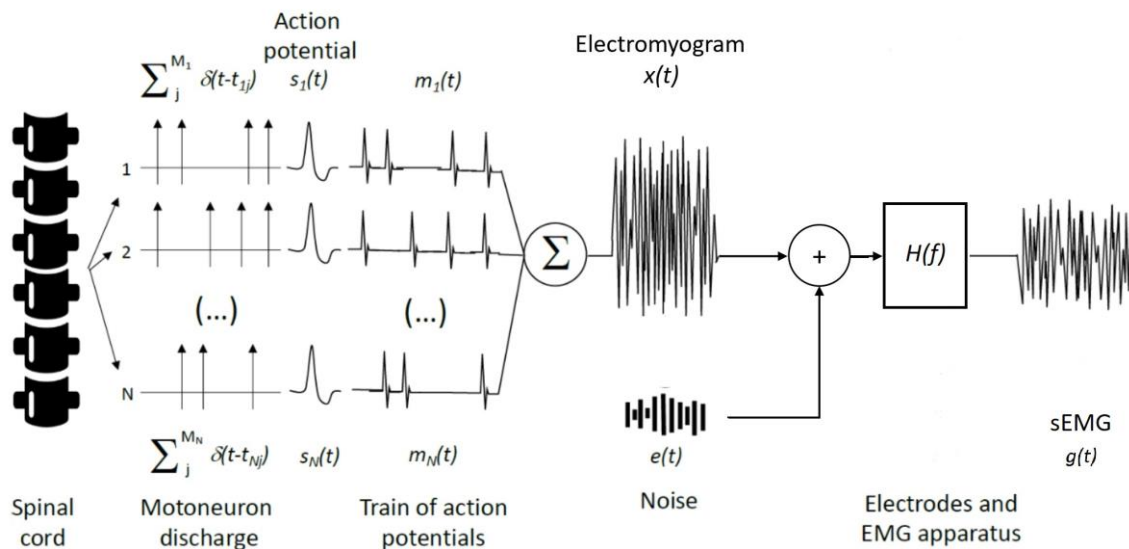 Action
potential
Electromyogram
x(t)
∑ j M1 δ(t-t1j) s1(t) m1(t)
1
2
(...) (...)
N
Σ
+
H(f)
∑ j MN δ(t-tNj) sN(t) mN(t)
e(t)
sEMG
g(t)
Spinal
cord
Motoneuron
discharge
Train of action
potentials
Noise
Electrodes and
EMG apparatus